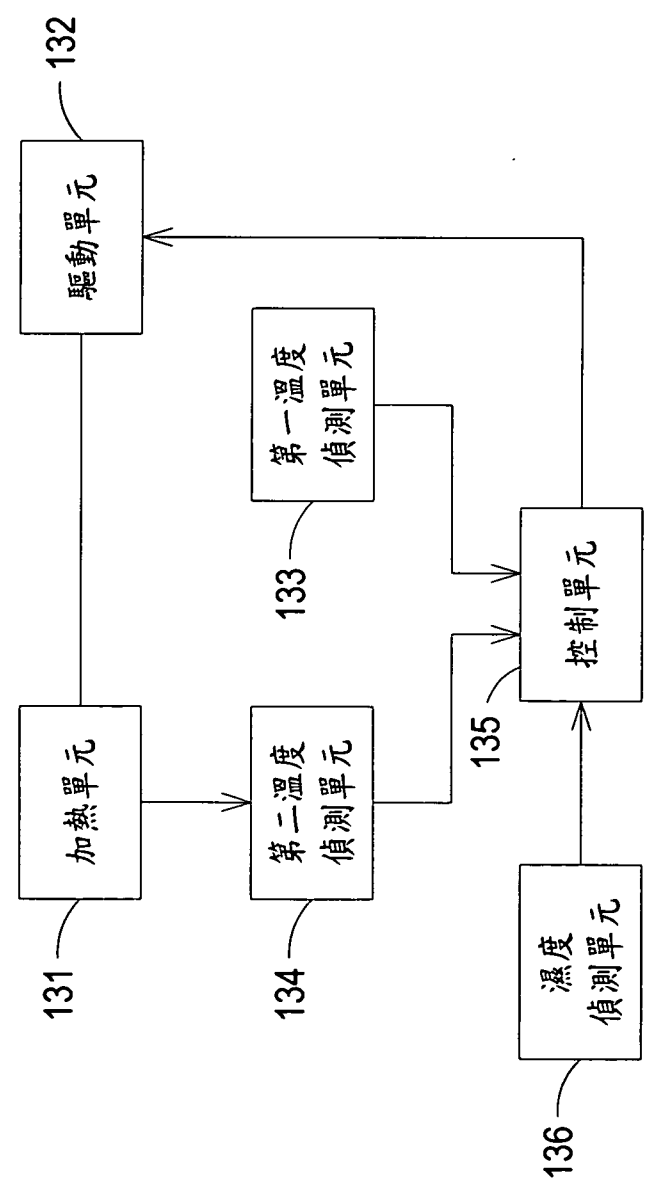 131
加熱單元
驅動單元
132
134
第二溫度
偵測單元
133
第一溫度
偵測單元
136
濕度
偵測單元
135
控制單元